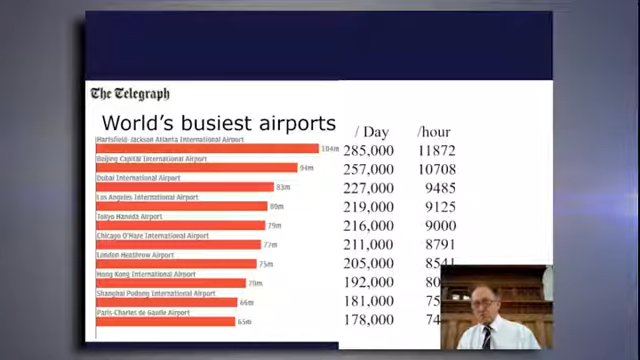 The Telegraph
World's busiest airports
/ Day /hour
Hartsfield-Jackson Atlanta International Airport
104m 285,000 11872
Beijing Capital International Airport
94m 257,000 10708
Dubai International Airport
83m 227,000 9485
Los Angeles International Airport
80m 219,000 9125
Tokyo Haneda Airport
79m 216,000 9000
Chicago O'Hare International Airport
77m 211,000 8791
London Heathrow Airport
75m 205,000 8541
Hong Kong International Airport
70m 192,000
Shanghai Pudong International Airport
66m 181,000
Paris-Charles de Gaulle Airport
65m 178,000